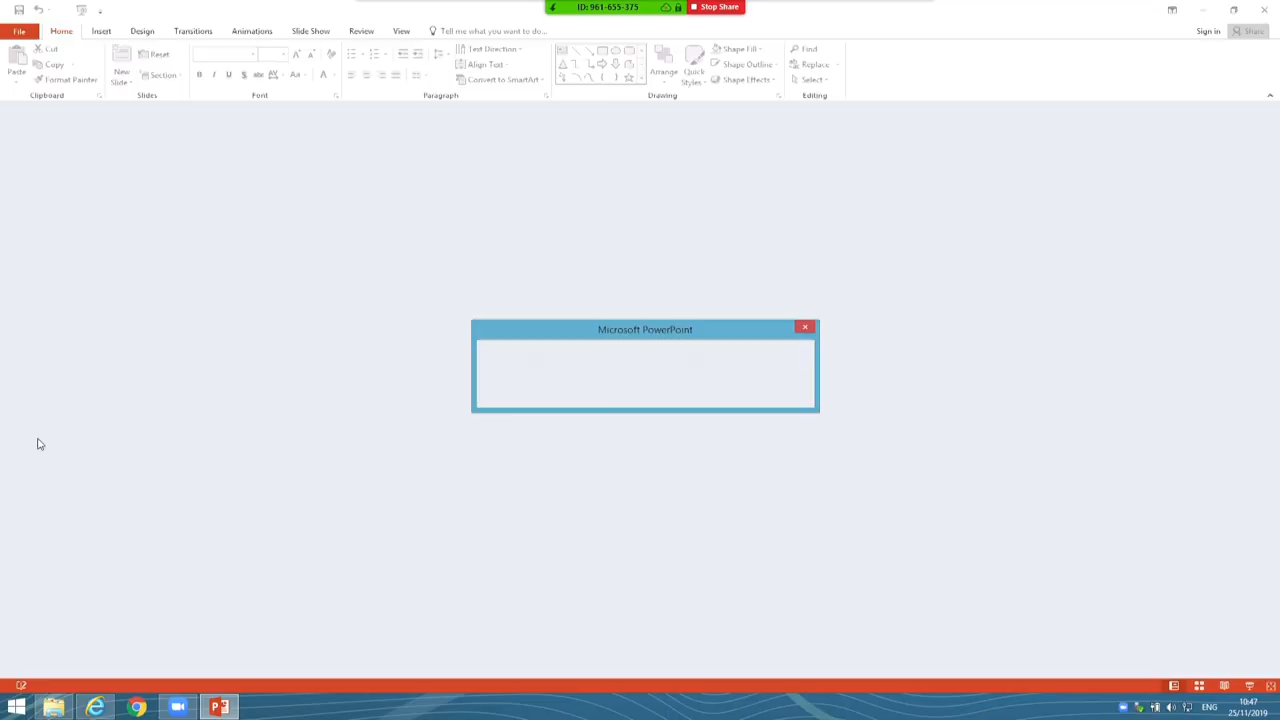 ID: 961-655-375 Stop Share
File Home Insert Design Transitions Animations Slide Show Review View Tell me what you want to do... Sign in Share
Paste Cut Copy Format Painter
New Slide Reset Section
B I U S abc AV Aa A
Text Direction Align Text Convert to SmartArt
Arrange Quick Styles Shape Fill Shape Outline Shape Effects
Find Replace Select
Clipboard Slides Font Paragraph Drawing Editing
Microsoft PowerPoint
ENG 10:47
25/11/2019